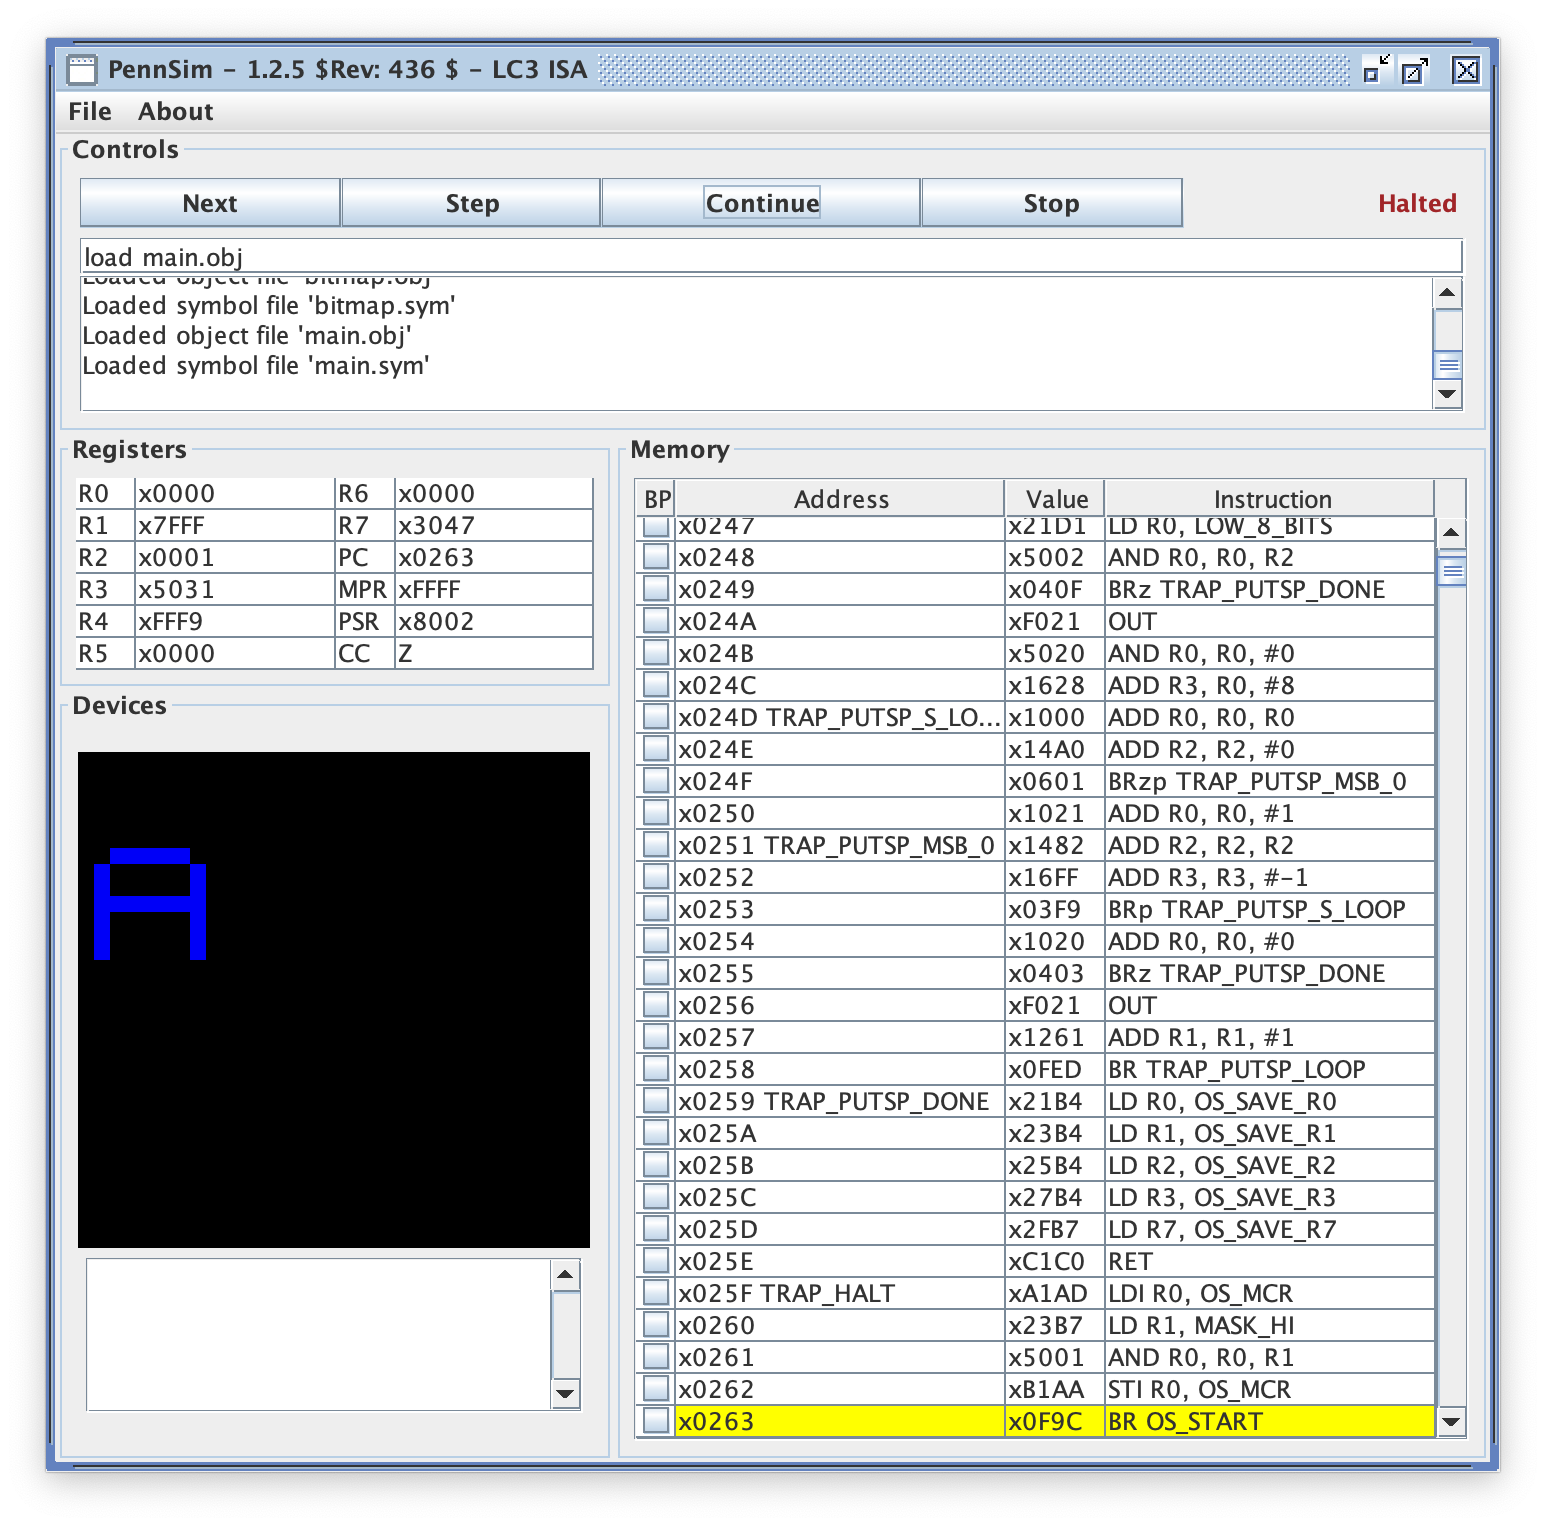 PennSim - 1.2.5 $Rev: 436 $ - LC3 ISA
File About
Controls
Next Step Continue Stop Halted
load main.obj
Loaded object file 'bitmap.obj'
Loaded symbol file 'bitmap.sym'
Loaded object file 'main.obj'
Loaded symbol file 'main.sym'
Registers
R0 x0000 R6 x0000
R1 x7FFF R7 x3047
R2 x0001 PC x0263
R3 x5031 MPR xFFFF
R4 xFFF9 PSR x8002
R5 x0000 CC Z
Devices
A
Memory
BP Address Value Instruction
x0247 x21D1 LD R0, LOW_8_BITS
x0248 x5002 AND R0, R0, R2
x0249 x040F BRz TRAP_PUTSP_DONE
x024A xF021 OUT
x024B x5020 AND R0, R0, #0
x024C x1628 ADD R3, R0, #8
x024D TRAP_PUTSP_S_LO... x1000 ADD R0, R0, R0
x024E x14A0 ADD R2, R2, #0
x024F x0601 BRzp TRAP_PUTSP_MSB_0
x0250 x1021 ADD R0, R0, #1
x0251 TRAP_PUTSP_MSB_0 x1482 ADD R2, R2, R2
x0252 x16FF ADD R3, R3, #-1
x0253 x03F9 BRp TRAP_PUTSP_S_LOOP
x0254 x1020 ADD R0, R0, #0
x0255 x0403 BRz TRAP_PUTSP_DONE
x0256 xF021 OUT
x0257 x1261 ADD R1, R1, #1
x0258 x0FED BR TRAP_PUTSP_LOOP
x0259 TRAP_PUTSP_DONE x21B4 LD R0, OS_SAVE_R0
x025A x23B4 LD R1, OS_SAVE_R1
x025B x25B4 LD R2, OS_SAVE_R2
x025C x27B4 LD R3, OS_SAVE_R3
x025D x2FB7 LD R7, OS_SAVE_R7
x025E xC1C0 RET
x025F TRAP_HALT xA1AD LDI R0, OS_MCR
x0260 x23B7 LD R1, MASK_HI
x0261 x5001 AND R0, R0, R1
x0262 xB1AA STI R0, OS_MCR
x0263 x0F9C BR OS_START